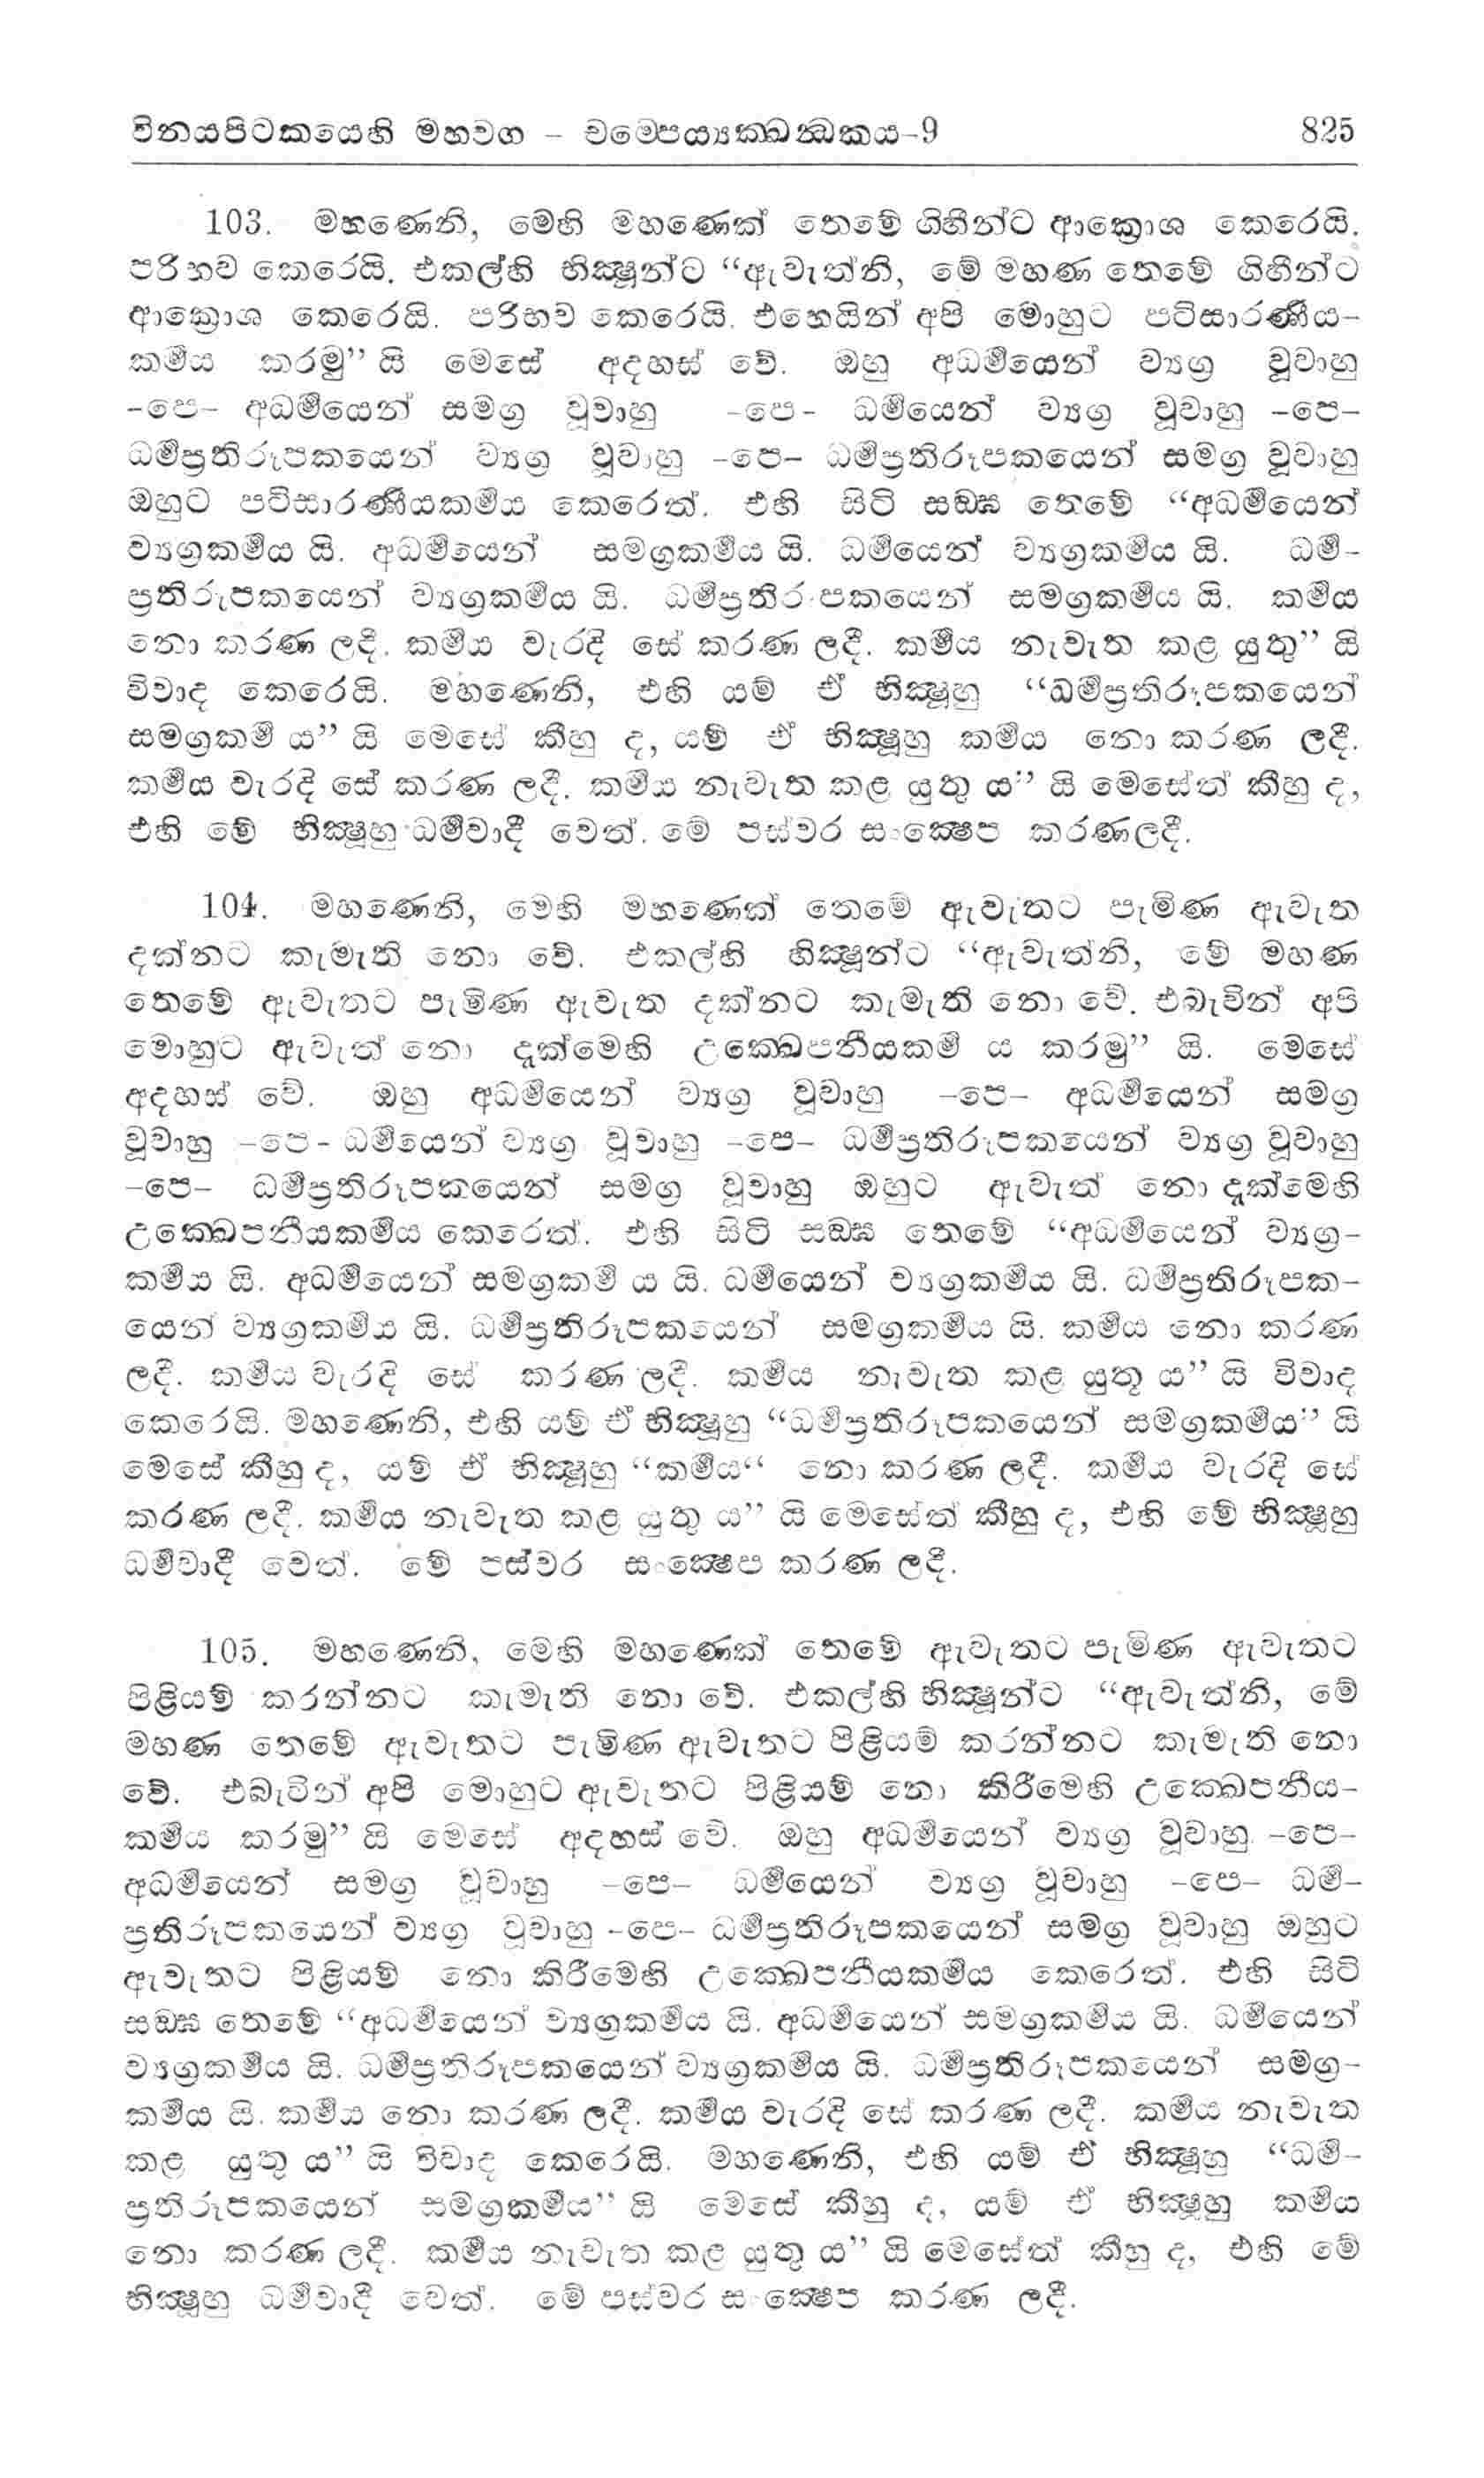 විනයපිටකයෙහි මහවග – චම්පෙය්‍යක්ඛන්ධකය-9 825
103. මහණෙනි, මෙහි මහණෙක් තෙමේ ගිහීන්ට ආක්‍රොශ කෙරෙයි.
පරිභව කෙරෙයි. එකල්හි භික්‍ෂූන්ට “ඇවැත්නි, මේ මහණ තෙමේ ගිහීන්ට
ආක්‍රොශ කෙරෙයි. පරිභව කෙරෙයි. එහෙයින් අපි මොහුට පටිසාරණීය-
කර්‍මය කරමු” යි මෙසේ අදහස් වේ. ඔහු අධර්‍මයෙන් ව්‍යග්‍ර වූවාහු
-පෙ- අධර්‍මයෙන් සමග්‍ර වූවාහු -පෙ- ධර්‍මයෙන් ව්‍යග්‍ර වූවාහු -පෙ-
ධර්‍මප්‍රතිරූපකයෙන් ව්‍යග්‍ර වූවාහු -පෙ- ධර්‍මප්‍රතිරූපකයෙන් සමග්‍ර වූවාහු
ඔහුට පටිසාරණීයකර්‍මය කෙරෙත්. එහි සිටි සඞ්ඝ තෙමේ “අධර්‍මයෙන්
ව්‍යග්‍රකර්‍මය යි. අධර්‍මයෙන් සමග්‍රකර්‍මය යි. ධර්‍මයෙන් ව්‍යග්‍රකර්‍මය යි. ධර්‍ම-
ප්‍රතිරූපකයෙන් ව්‍යග්‍රකර්‍මය යි. ධර්‍මප්‍රතිරූපකයෙන් සමග්‍රකර්‍මය යි. කර්‍මය
නො කරණ ලදී. කර්‍මය වැරදි සේ කරණ ලදී. කර්‍මය නැවැත කළ යුතු” යි
විවාද කෙරෙයි. මහණෙනි, එහි යම් ඒ භික්‍ෂූහු “ධර්‍මප්‍රතිරූපකයෙන්
සමග්‍රකර්‍ම ය” යි මෙසේ කීහු ද, යම් ඒ භික්‍ෂූහු කර්‍මය නො කරණ ලදී.
කර්‍මය වැරදි සේ කරණ ලදී. කර්‍මය නැවැත කළ යුතු ය” යි මෙසේත් කීහු ද,
එහි මේ භික්‍ෂූහු ධර්‍මවාදී වෙත්. මේ පස්වර සංක්‍ෂෙප කරණලදී.
104. මහණෙනි, මෙහි මහණෙක් තෙමේ ඇවැතට පැමිණ ඇවැත
දක්නට කැමැති නො වේ. එකල්හි භික්‍ෂූන්ට “ඇවැත්නි, මේ මහණ
තෙමේ ඇවැතට පැමිණ ඇවැත දක්නට කැමැති නො වේ. එබැවින් අපි
මොහුට ඇවැත් නො දැක්මෙහි උක්ඛෙපනීයකර්‍ම ය කරමු” යි. මෙසේ
අදහස් වේ. ඔහු අධර්‍මයෙන් ව්‍යග්‍ර වූවාහු -පෙ- අධර්‍මයෙන් සමග්‍ර
වූවාහු -පෙ- ධර්‍මයෙන් ව්‍යග්‍ර වූවාහු -පෙ- ධර්‍මප්‍රතිරූපකයෙන් ව්‍යග්‍ර වූවාහු
-පෙ- ධර්‍මප්‍රතිරූපකයෙන් සමග්‍ර වූවාහු ඔහුට ඇවැත් නො දැක්මෙහි
උක්ඛෙපනීයකර්‍මය කෙරෙත්. එහි සිටි සඞ්ඝ තෙමේ “අධර්‍මයෙන් ව්‍යග්‍ර-
කර්‍මය යි. අධර්‍මයෙන් සමග්‍රකර්‍ම ය යි. ධර්‍මයෙන් ව්‍යග්‍රකර්‍මය යි. ධර්‍මප්‍රතිරූපක-
යෙන් ව්‍යග්‍රකර්‍මය යි. ධර්‍මප්‍රතිරූපකයෙන් සමග්‍රකර්‍මය යි. කර්‍මය නො කරණ
ලදී. කර්‍මය වැරදි සේ කරණ ලදී. කර්‍මය නැවැත කළ යුතු ය” යි විවාද
කෙරෙයි. මහණෙනි, එහි යම් ඒ භික්‍ෂූහු “ධර්‍මප්‍රතිරූපකයෙන් සමග්‍රකර්‍මය” යි
මෙසේ කීහු ද, යම් ඒ භික්‍ෂූහු “කර්‍මය“ නො කරණ ලදී. කර්‍මය වැරදි සේ
කරණ ලදී. කර්‍මය නැවැත කළ යුතු ය” යි මෙසේත් කීහු ද, එහි මේ භික්‍ෂූහු
ධර්‍මවාදී වෙත්. මේ පස්වර සංක්‍ෂෙප කරණ ලදී.
105. මහණෙනි, මෙහි මහණෙක් තෙමේ ඇවැතට පැමිණ ඇවැතට
පිළියම් කරන්නට කැමැති නො වේ. එකල්හි භික්‍ෂූන්ට “ඇවැත්නි, මේ
මහණ තෙමේ ඇවැතට පැමිණ ඇවැතට පිළියම් කරන්නට කැමැති නො
වේ. එබැවින් අපි මොහුට ඇවැතට පිළියම් නො කිරීමෙහි උක්ඛෙපනීය-
කර්‍මය කරමු” යි මෙසේ අදහස් වේ. ඔහු අධර්‍මයෙන් ව්‍යග්‍ර වූවාහු -පෙ-
අධර්‍මයෙන් සමග්‍ර වූවාහු -පෙ- ධර්‍මයෙන් ව්‍යග්‍ර වූවාහු -පෙ- ධර්‍ම-
ප්‍රතිරූපකයෙන් ව්‍යග්‍ර වූවාහු -පෙ- ධර්‍මප්‍රතිරූපකයෙන් සමග්‍ර වූවාහු ඔහුට
ඇවැතට පිළියම් නො කිරීමෙහි උක්ඛෙපනීයකර්‍මය කෙරෙත්. එහි සිටි
සඞ්ඝ තෙමේ “අධර්‍මයෙන් ව්‍යග්‍රකර්‍මය යි. අධර්‍මයෙන් සමග්‍රකර්‍මය යි. ධර්‍මයෙන්
ව්‍යග්‍රකර්‍මය යි. ධර්‍මප්‍රතිරූපකයෙන් ව්‍යග්‍රකර්‍මය යි. ධර්‍මප්‍රතිරූපකයෙන් සමග්‍ර-
කර්‍මය යි. කර්‍මය නො කරණ ලදී. කර්‍මය වැරදි සේ කරණ ලදී. කර්‍මය නැවැත
කළ යුතු ය” යි විවාද කෙරෙයි. මහණෙනි, එහි යම් ඒ භික්‍ෂූහු “ධර්‍ම-
ප්‍රතිරූපකයෙන් සමග්‍රකර්‍මය” යි මෙසේ කීහු ද, යම් ඒ භික්‍ෂූහු කර්‍මය
නො කරණ ලදී. කර්‍මය නැවැත කළ යුතු ය” යි මෙසේත් කීහු ද, එහි මේ
භික්‍ෂූහු ධර්‍මවාදී වෙත්. මේ පස්වර සංක්‍ෂෙප කරණ ලදී.